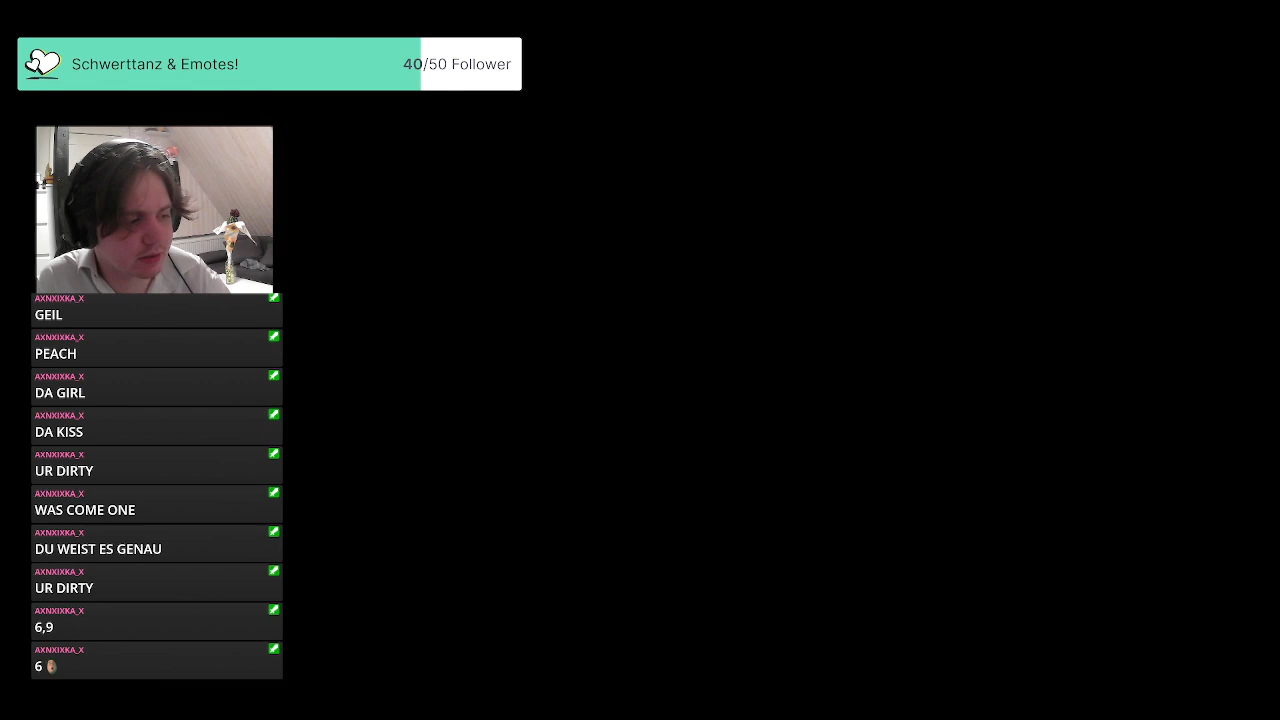 Schwerttanz & Emotes! 40/50 Follower
AXNXIXKA_X
GEIL
AXNXIXKA_X
PEACH
AXNXIXKA_X
DA GIRL
AXNXIXKA_X
DA KISS
AXNXIXKA_X
UR DIRTY
AXNXIXKA_X
WAS COME ONE
AXNXIXKA_X
DU WEIST ES GENAU
AXNXIXKA_X
UR DIRTY
AXNXIXKA_X
6,9
AXNXIXKA_X
6